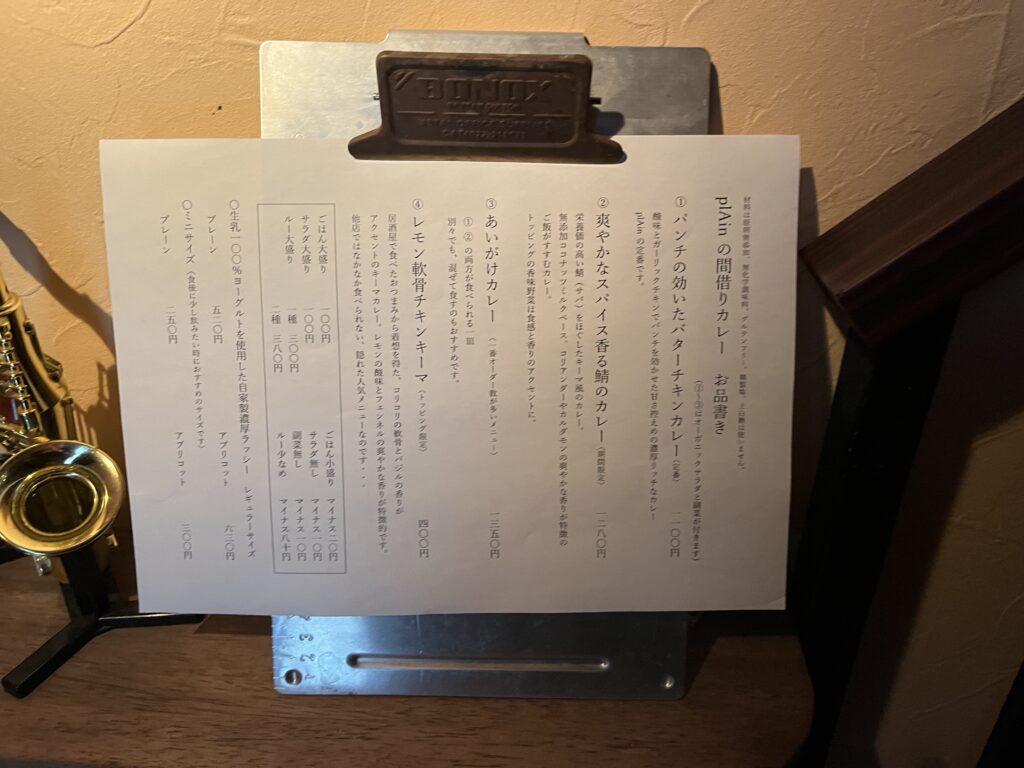 BONOX
材料は原則無添加、無化学調味料、グルテンフリー。精製塩、上白糖は使いません。
plAin の間借りカレー　お品書き
(①～③はオーガニックサラダと副菜が付きます)
① パンチの効いたバターチキンカレー(定番)　一一〇〇円
酸味とガーリックチキンでパンチを効かせた甘さ控えめの濃厚リッチなカレー
plAin の定番です。
② 爽やかなスパイス香る鯖のカレー(期間限定)　一二八〇円
栄養価の高い鯖(サバ)をほぐしたキーマ風のカレー。
無添加ココナッツミルクベース、コリアンダーやカルダモンの爽やかな香りが特徴の
ご飯がすすむカレー。
トッピングの香味野菜は食感と香りのアクセントに。
③ あいがけカレー　(一番オーダー数が多いメニュー)　一三五〇円
① ② の両方が食べられる一皿
別々でも、混ぜて食すのもおすすめです。
④ レモン軟骨チキンキーマ(トッピング限定)　四〇〇円
居酒屋で食べたおつまみから着想を得た、コリコリの軟骨とバジルの香りが
アクセントのキーマカレー。レモンの酸味とフェンネルの爽やかな香りが特徴的です。
他店ではなかなか食べられない、隠れた人気メニューなのです・・・
ごはん大盛り　一〇〇円　ごはん小盛り　マイナス二〇円
サラダ大盛り　一〇〇円　サラダ無し　マイナス一〇円
ルー大盛り　一種　三〇〇円　副菜無し　マイナス一〇円
二種　三八〇円　ルー少なめ　マイナス八十円
〇生乳一〇〇％ヨーグルトを使用した自家製濃厚ラッシー　レギュラーサイズ
プレーン　五二〇円　アプリコット　六二〇円
〇ミニサイズ(食後に少し飲みたい時におすすめのサイズです)
プレーン　二五〇円　アプリコット　三〇〇円
1 2 3